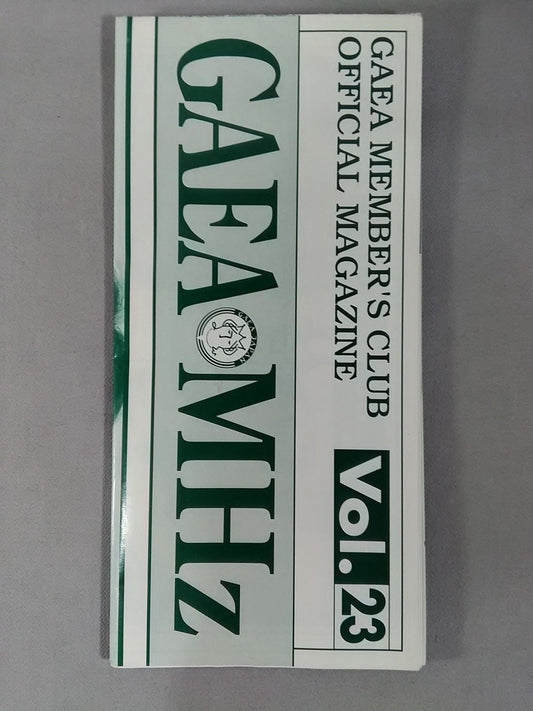 GAEA MEMBER'S CLUB
OFFICIAL MAGAZINE
Vol. 23
GAEA MHz
GAEA JAPAN